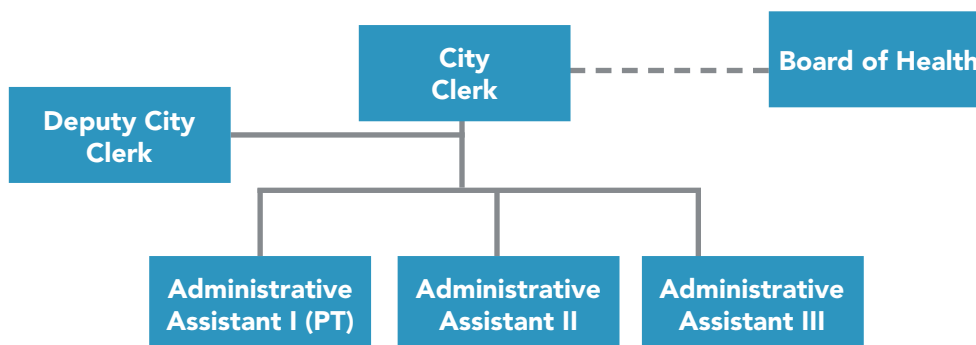 City
Clerk
Board of Health
Deputy City
Clerk
Administrative
Assistant I (PT)
Administrative
Assistant II
Administrative
Assistant III